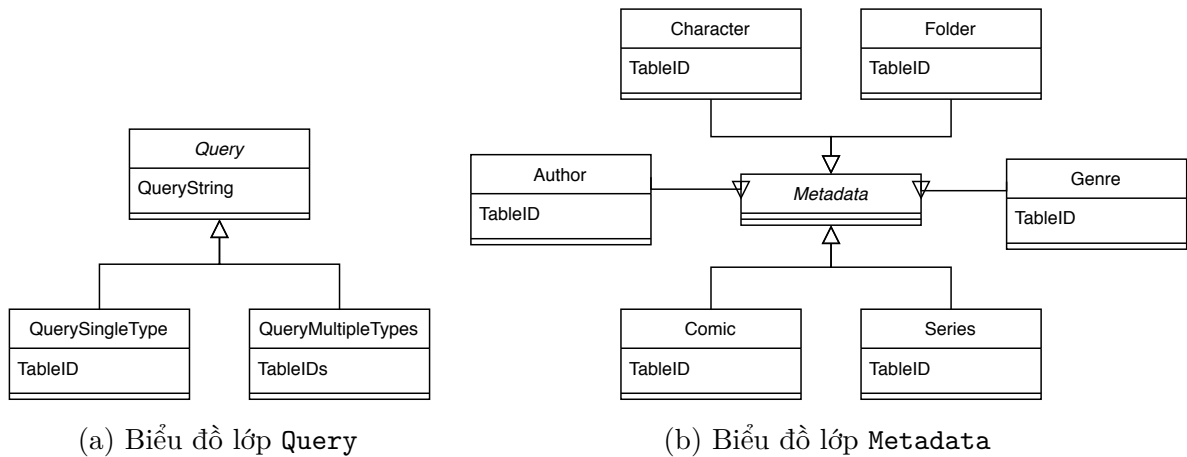 Query
QueryString
QuerySingleType
TableID
QueryMultipleTypes
TableIDs
(a) Biểu đồ lớp Query
Character
TableID
Folder
TableID
Author
TableID
Metadata
Genre
TableID
Comic
TableID
Series
TableID
(b) Biểu đồ lớp Metadata